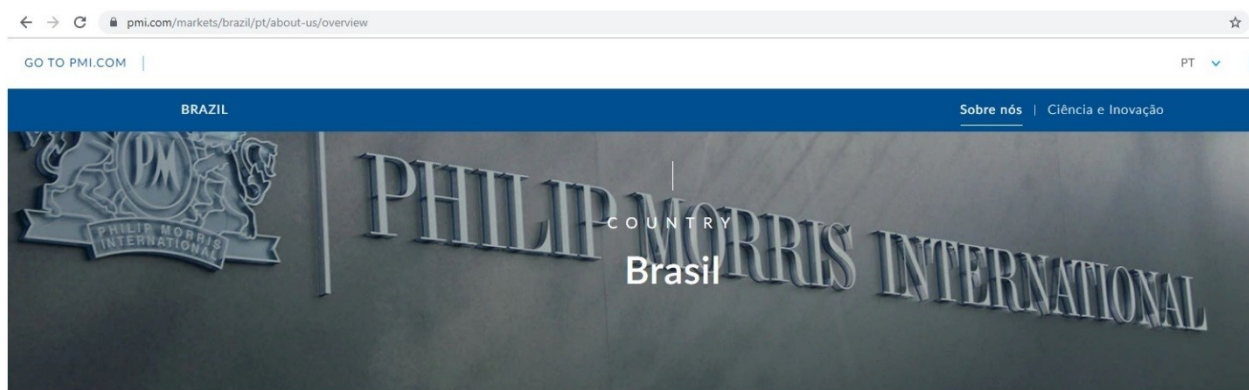 pmi.com/markets/brazil/pt/about-us/overview
GO TO PMI.COM
PT
BRAZIL
Sobre nós | Ciência e Inovação
PM
PHILIP MORRIS
INTERNATIONAL
PHILIP MORRIS INTERNATIONAL
COUNTRY
Brasil